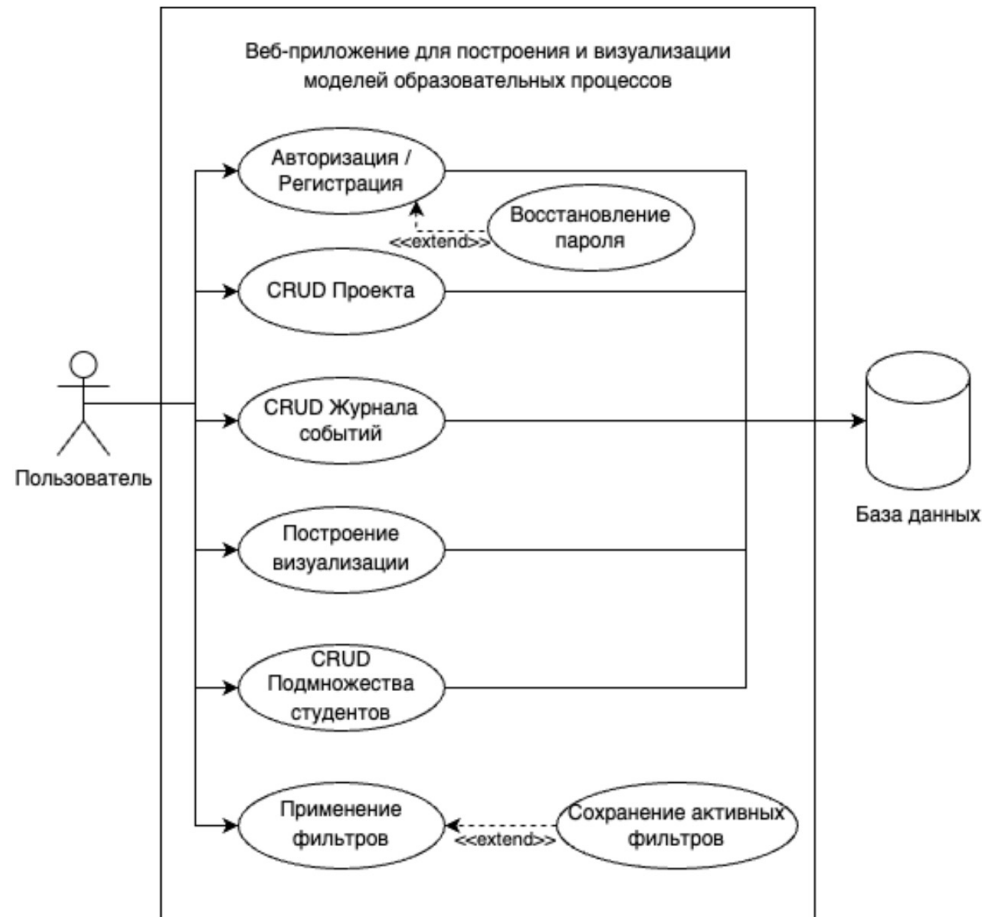 Веб-приложение для построения и визуализации
моделей образовательных процессов
Авторизация /
Регистрация
Восстановление
пароля
<<extend>>
CRUD Проекта
CRUD Журнала
событий
Пользователь
База данных
Построение
визуализации
CRUD
Подмножества
студентов
Применение
фильтров
<<extend>>
Сохранение активных
фильтров